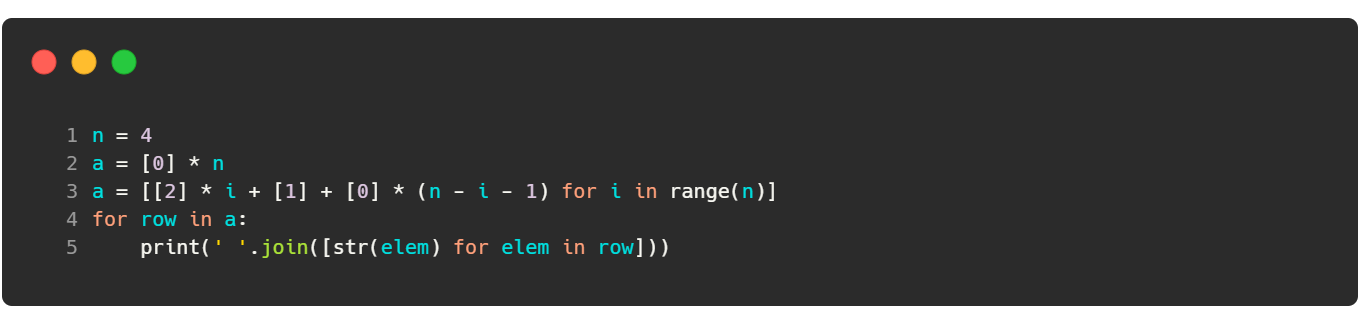 1 n = 4
2 a = [0] * n
3 a = [[2] * i + [1] + [0] * (n - i - 1) for i in range(n)]
4 for row in a:
5     print(' '.join([str(elem) for elem in row]))